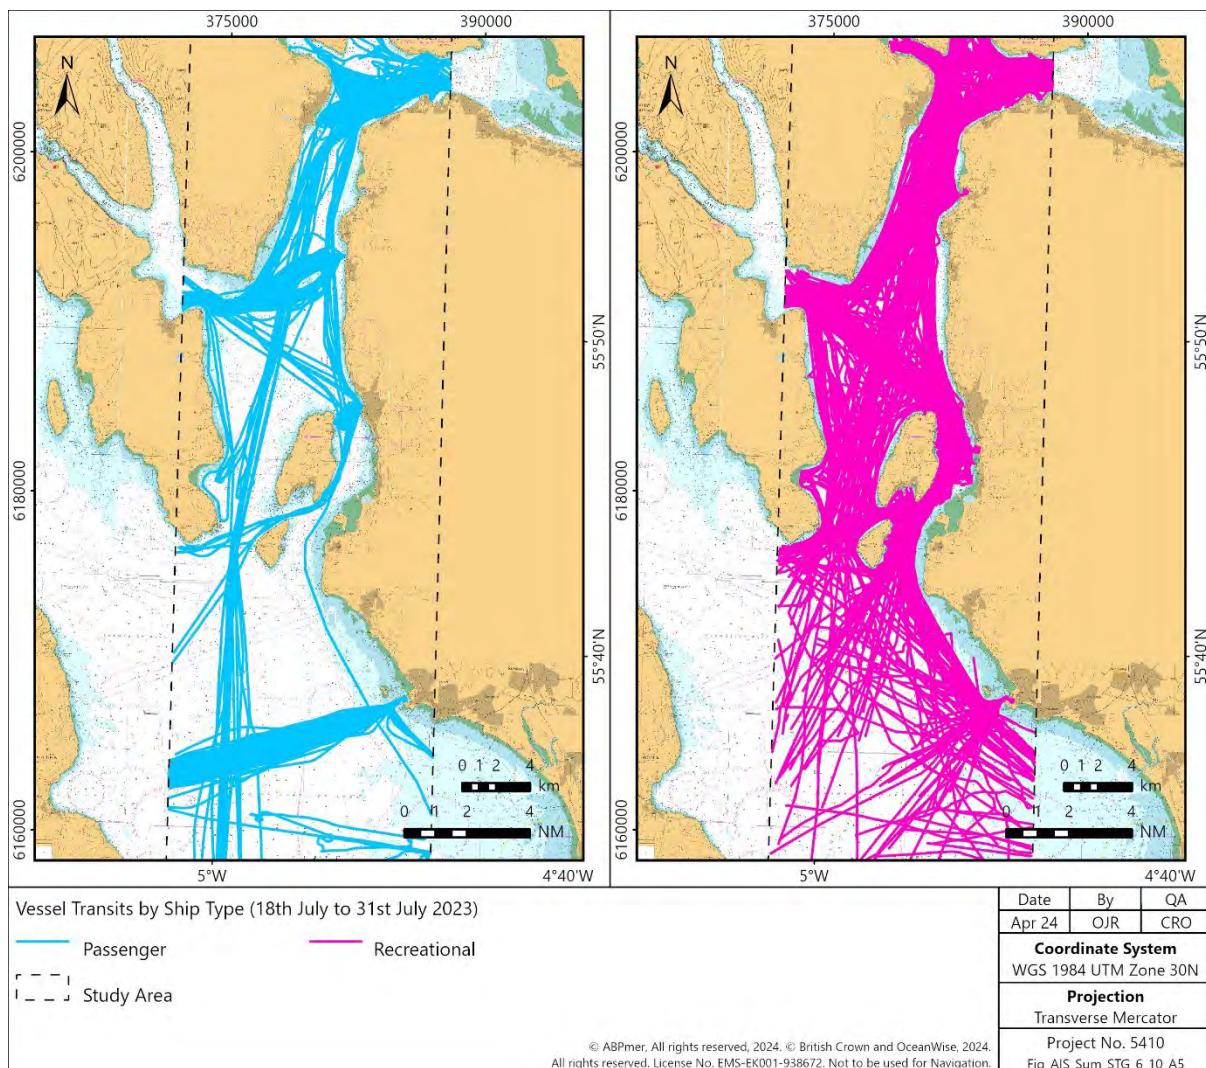 375000 390000 375000 390000
N N
6200000 6200000
55°50'N 55°50'N
6180000 6180000
55°40'N 55°40'N
0 1 2 4 0 1 2 4
km km
0 1 2 4 0 1 2 4
NM NM
6160000 6160000
5°W 4°40'W 5°W 4°40'W
Vessel Transits by Ship Type (18th July to 31st July 2023)
Passenger Recreational
Study Area
Date By QA
Apr 24 OJR CRO
Coordinate System
WGS 1984 UTM Zone 30N
Projection
Transverse Mercator
Project No. 5410
Fig_AIS_Sum_STG_6_10_A5
© ABPmer, All rights reserved, 2024. © British Crown and OceanWise, 2024.
All rights reserved. License No. EMS-EK001-938672. Not to be used for Navigation.